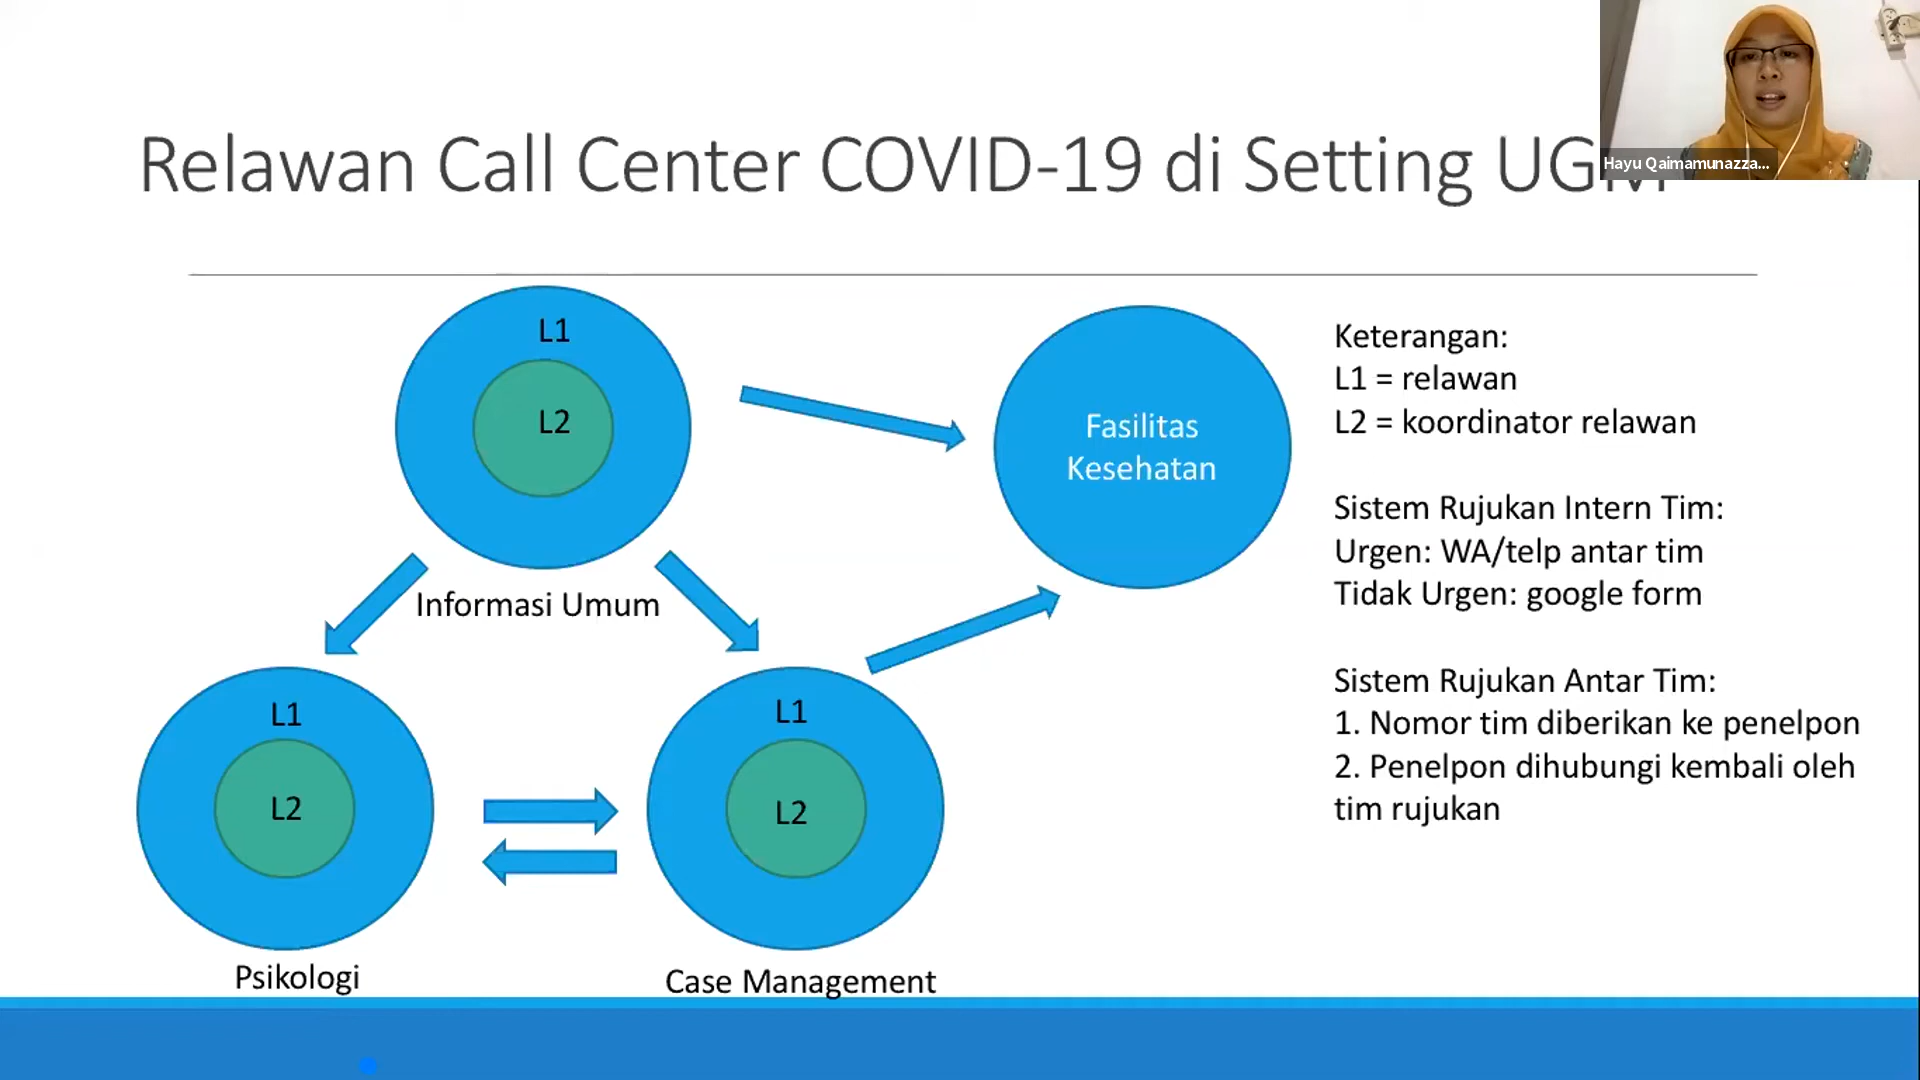 Relawan Call Center COVID-19 di Setting UGM
Hayu Qaimamunazza...
L1
L2
Informasi Umum
Fasilitas
Kesehatan
L1
L2
Psikologi
L1
L2
Case Management
Keterangan:
L1 = relawan
L2 = koordinator relawan
Sistem Rujukan Intern Tim:
Urgen: WA/telp antar tim
Tidak Urgen: google form
Sistem Rujukan Antar Tim:
1. Nomor tim diberikan ke penelpon
2. Penelpon dihubungi kembali oleh
tim rujukan